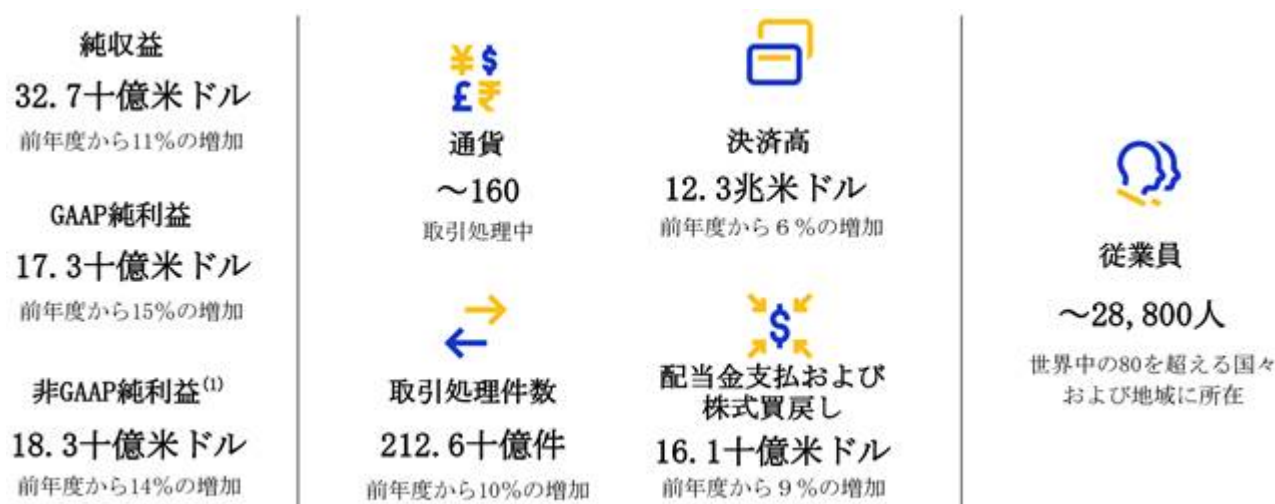 純収益
32.7十億米ドル
前年度から11%の増加
GAAP純利益
17.3十億米ドル
前年度から15%の増加
非GAAP純利益(1)
18.3十億米ドル
前年度から14%の増加
¥ $
£ ₹
通貨
~160
取引処理中
取引処理件数
212.6十億件
前年度から10%の増加
決済高
12.3兆米ドル
前年度から6%の増加
$
配当金支払および
株式買戻し
16.1十億米ドル
前年度から9%の増加
従業員
~28,800人
世界中の80を超える国々
および地域に所在